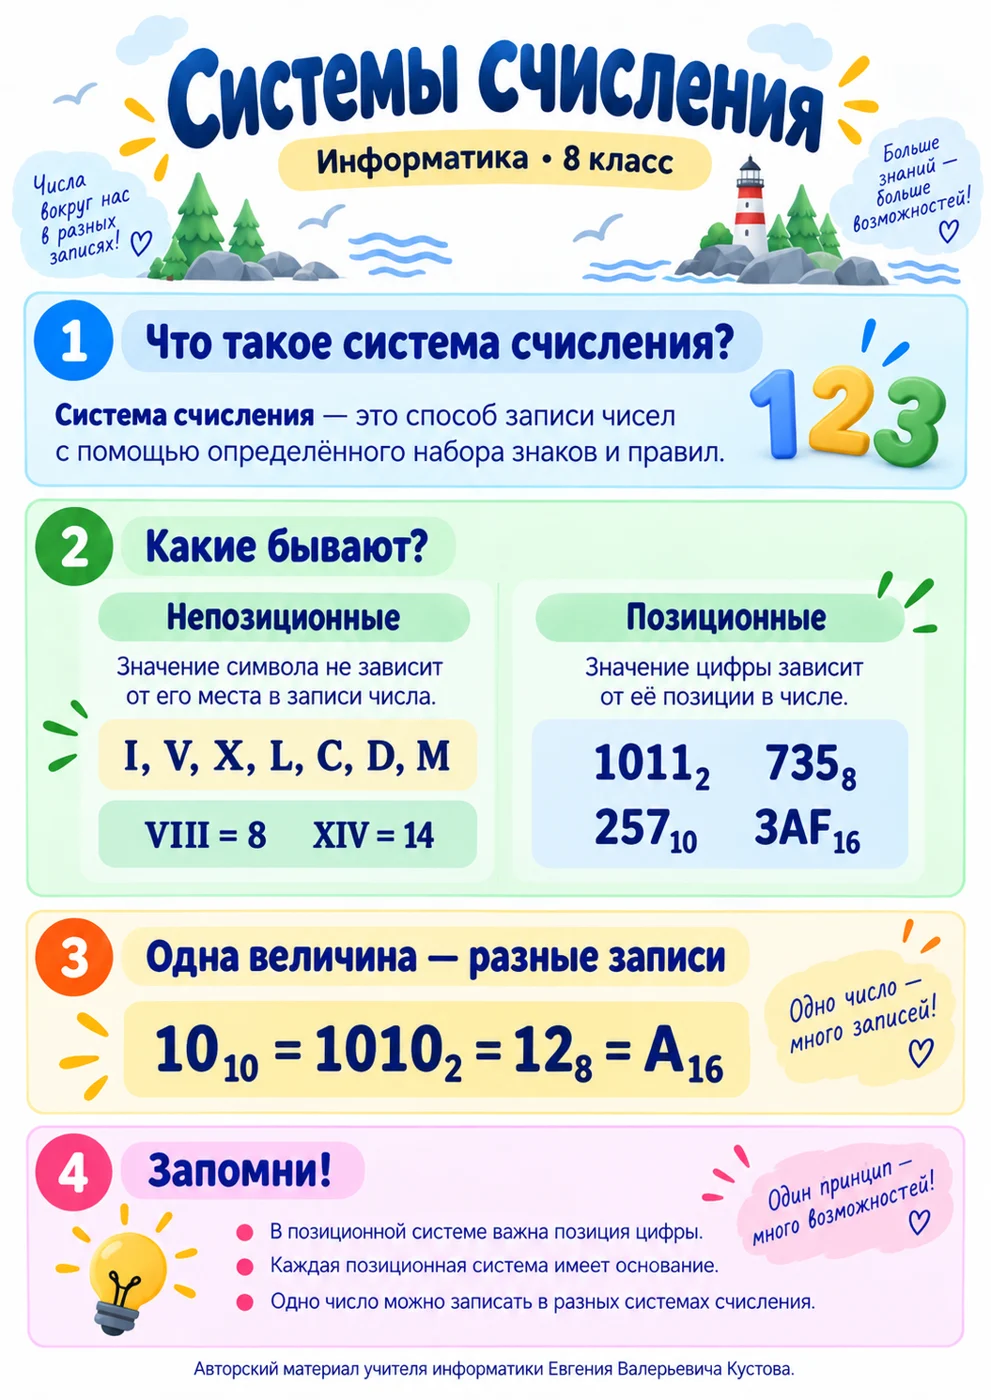 Системы счисления
Информатика • 8 класс
Числа
вокруг нас
в разных
записях!
Больше
знаний –
больше
возможностей!
1
Что такое система счисления?
Система счисления — это способ записи чисел
с помощью определённого набора знаков и правил.
123
2
Какие бывают?
Непозиционные
Значение символа не зависит
от его места в записи числа.
I, V, X, L, C, D, M
VIII = 8 XIV = 14
Позиционные
Значение цифры зависит
от её позиции в числе.
1011₂ 735₈
257₁₀ 3AF₁₆
3
Одна величина — разные записи
10₁₀ = 1010₂ = 12₈ = A₁₆
Одно число –
много записей!
4
Запомни!
В позиционной системе важна позиция цифры.
Каждая позиционная система имеет основание.
Одно число можно записать в разных системах счисления.
Один принцип –
много возможностей!
Авторский материал учителя информатики Евгения Валерьевича Кустова.